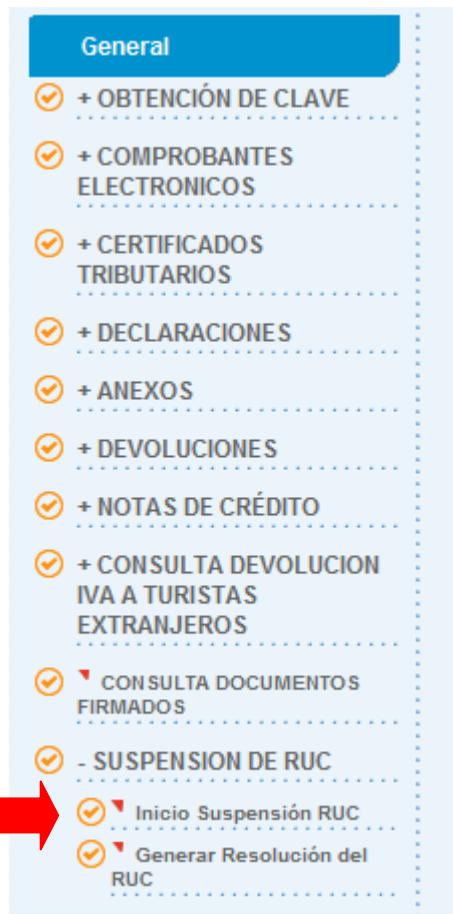 General
+ OBTENCIÓN DE CLAVE
+ COMPROBANTES
ELECTRONICOS
+ CERTIFICADOS
TRIBUTARIOS
+ DECLARACIONES
+ ANEXOS
+ DEVOLUCIONES
+ NOTAS DE CRÉDITO
+ CONSULTA DEVOLUCION
IVA A TURISTAS
EXTRANJEROS
CONSULTA DOCUMENTOS
FIRMADOS
- SUSPENSION DE RUC
Inicio Suspensión RUC
Generar Resolución del
RUC